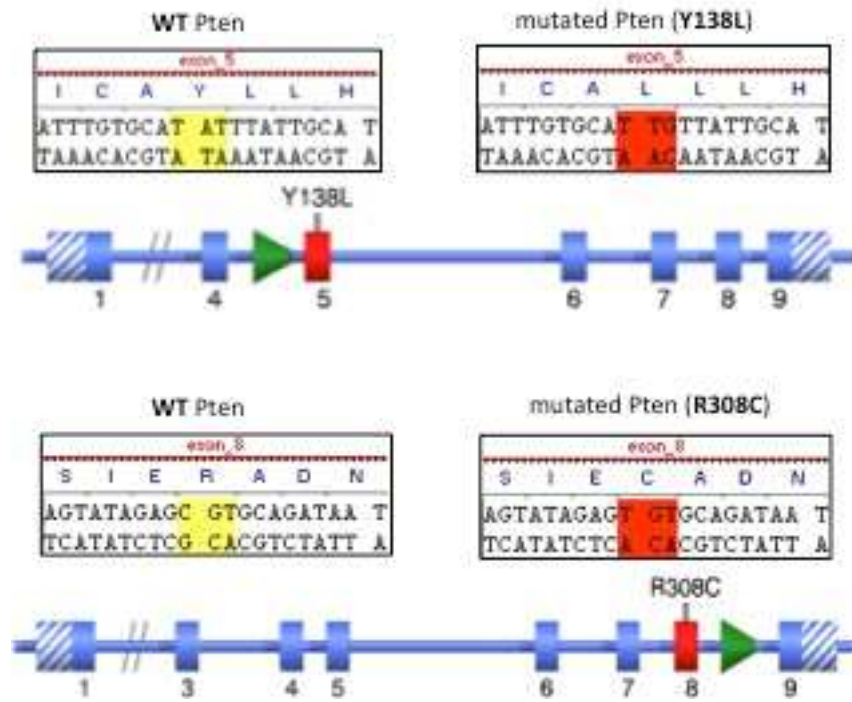 WT Pten
exon_5
I C A Y L L H
ATTTGTGCAT ATTTATTGCA T
TAAACACGTA TAAATAACGT A
mutated Pten (Y138L)
exon_5
I C A L L L H
ATTTGTGCAT TGTTATTGCA T
TAAACACGTA ACAATAACGT A
Y138L
1 4 5 6 7 8 9
WT Pten
exon_8
S I E R A D N
AGTATAGAGC GTGCAGATAA T
TCATATCTCG CACGTCTATT A
mutated Pten (R308C)
exon_8
S I E C A D N
AGTATAGAGT GTGCAGATAA T
TCATATCTCA CACGTCTATT A
R308C
1 3 4 5 6 7 8 9